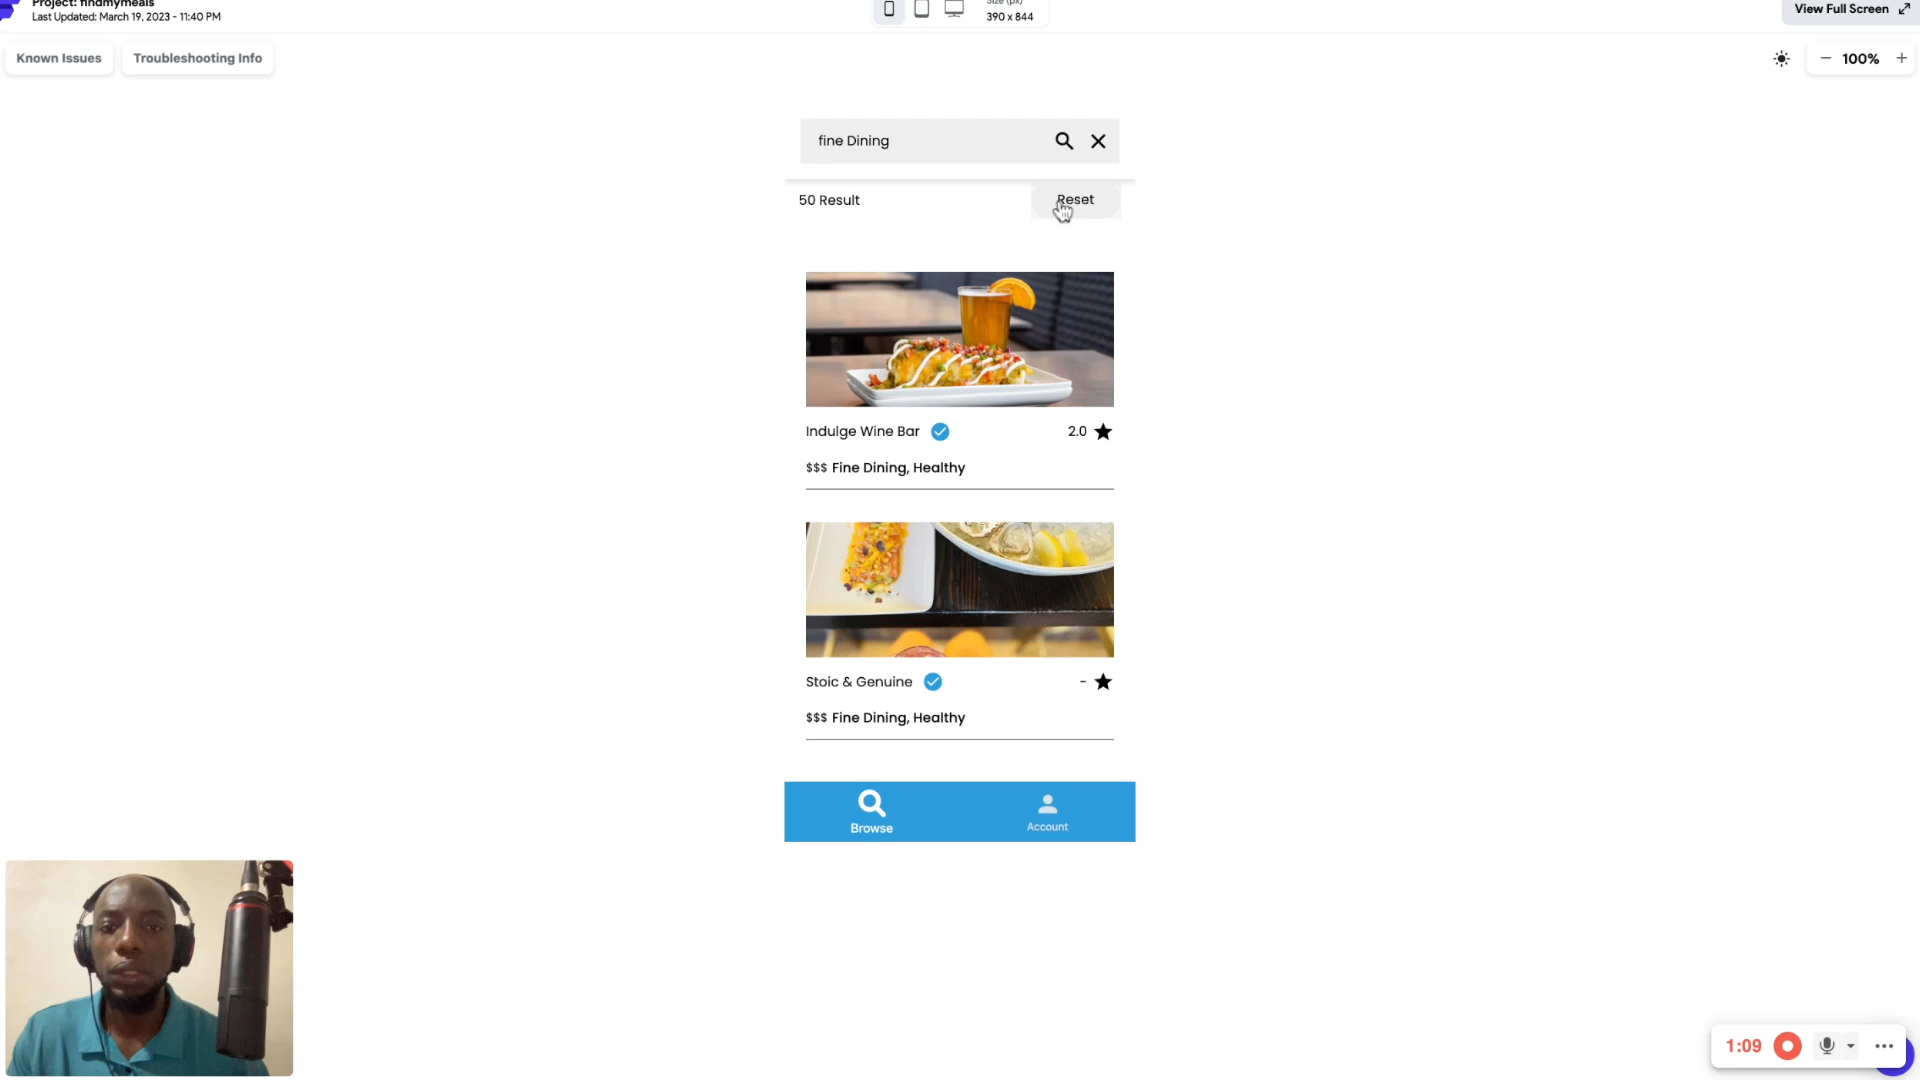 Project: findmymeals
Last Updated: March 19, 2023 - 11:40 PM
Size (px)
390 x 844
View Full Screen
Known Issues
Troubleshooting Info
100%
fine Dining
50 Result
Reset
Indulge Wine Bar
2.0
$$$ Fine Dining, Healthy
Stoic & Genuine
-
$$$ Fine Dining, Healthy
Browse
Account
1:09